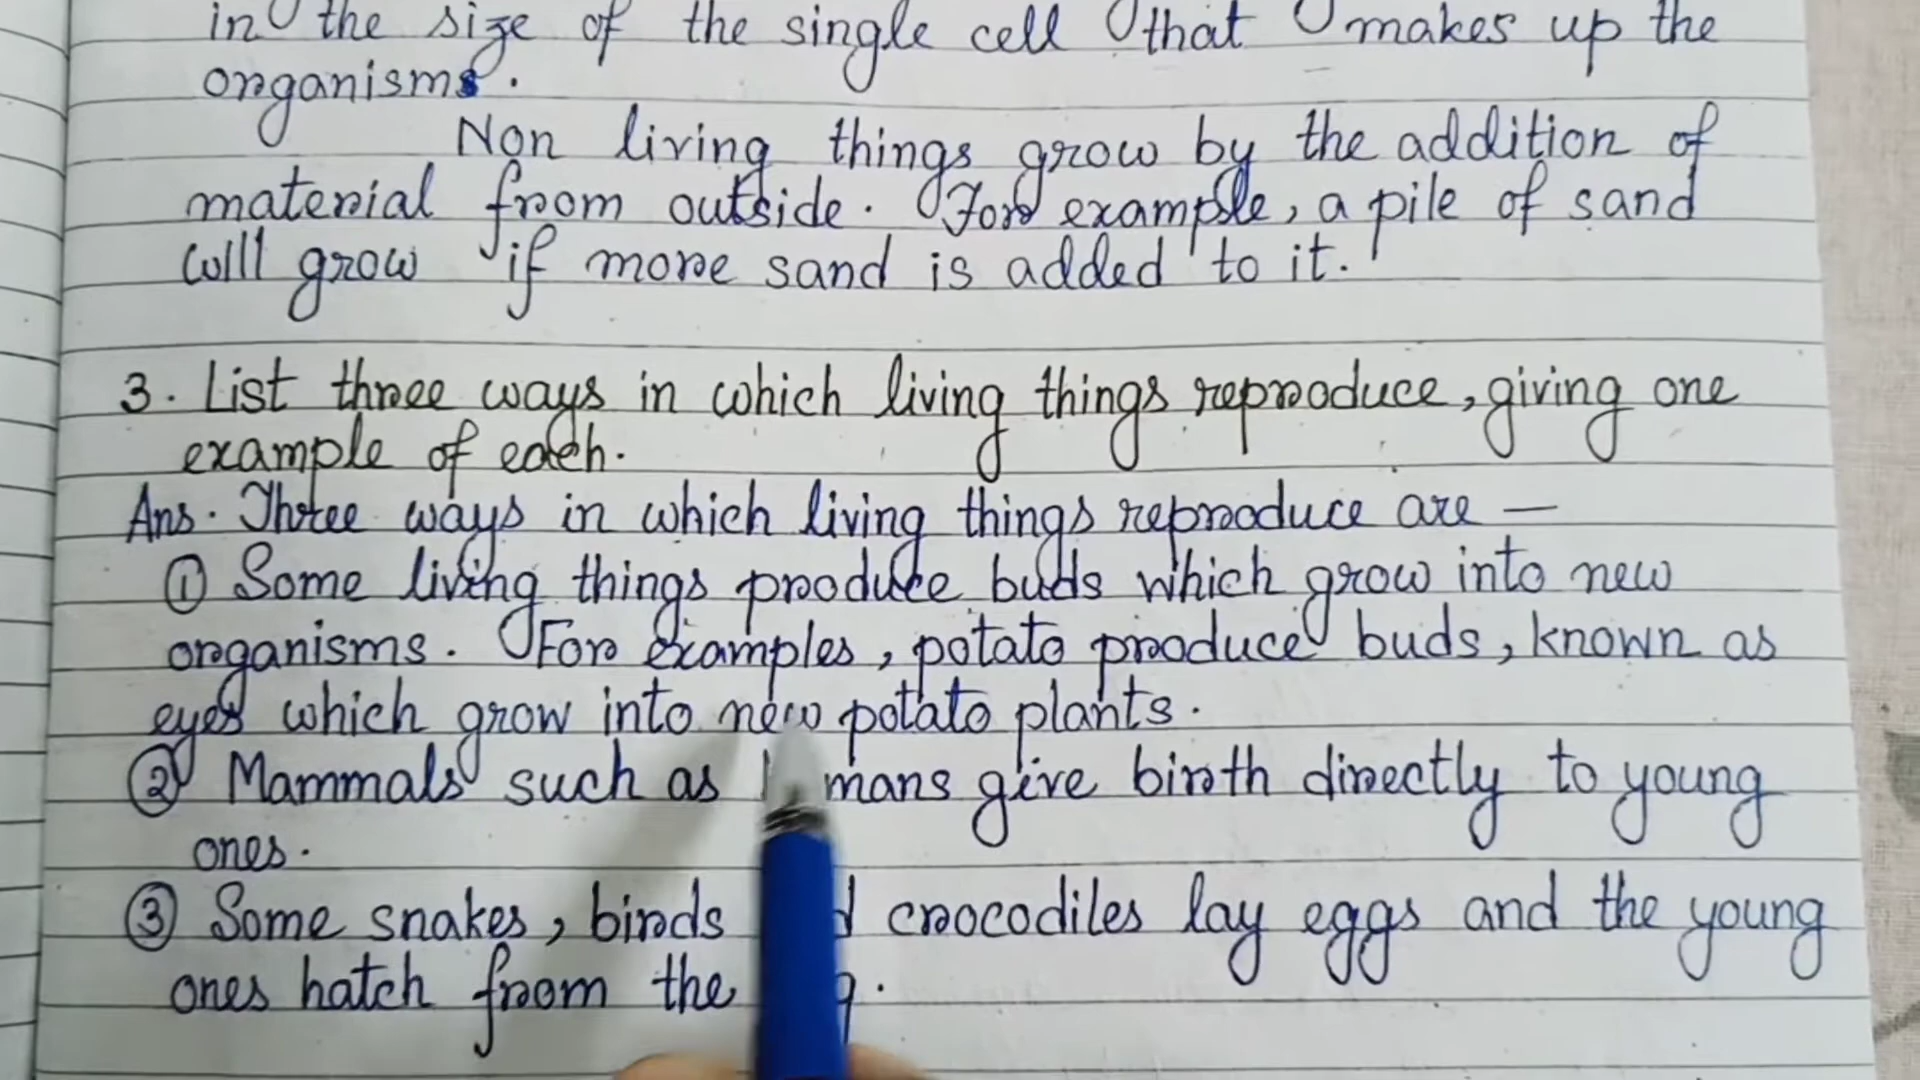 in the size of the single cell that makes up the
organisms.
Non living things grow by the addition of
material from outside. For example, a pile of sand
will grow if more sand is added to it.
3. List three ways in which living things reproduce, giving one
example of each.
Ans. Three ways in which living things reproduce are —
① Some living things produce buds which grow into new
organisms. For examples, potato produce buds, known as
eyes which grow into new potato plants.
② Mammals such as mans give birth directly to young
ones.
③ Some snakes, birds crocodiles lay eggs and the young
ones hatch from the .